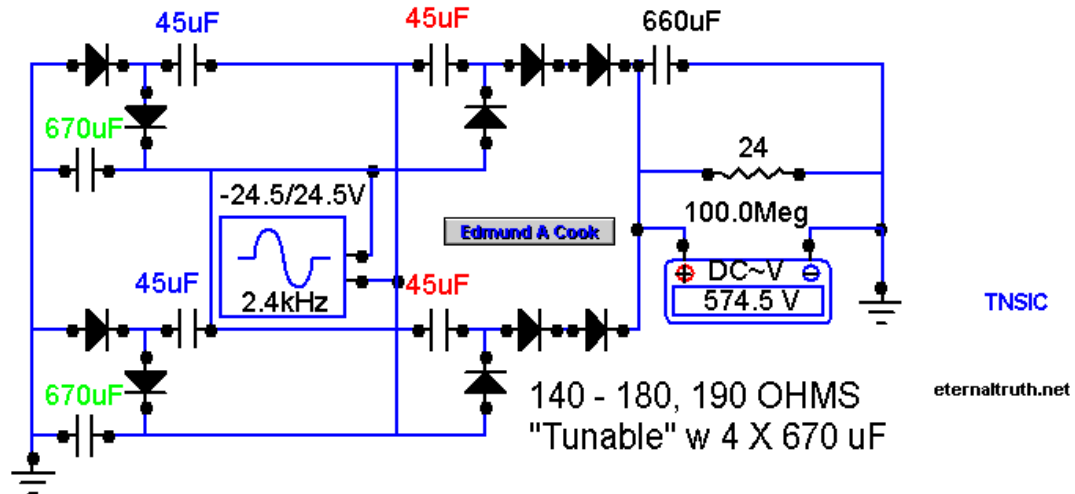 45uF
45uF
660uF
670uF
24
-24.5/24.5V
100.0Meg
Edmund A Cook
DC~V
574.5 V
2.4kHz
45uF
45uF
TNSIC
670uF
140 - 180, 190 OHMS
"Tunable" w 4 X 670 uF
eternaltruth.net